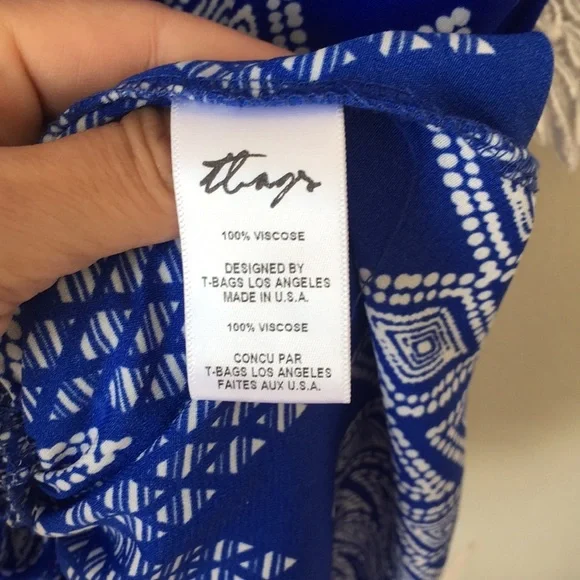 tbags
100% VISCOSE
DESIGNED BY
T-BAGS LOS ANGELES
MADE IN U.S.A.
100% VISCOSE
CONCU PAR
T-BAGS LOS ANGELES
FAITES AUX U.S.A.